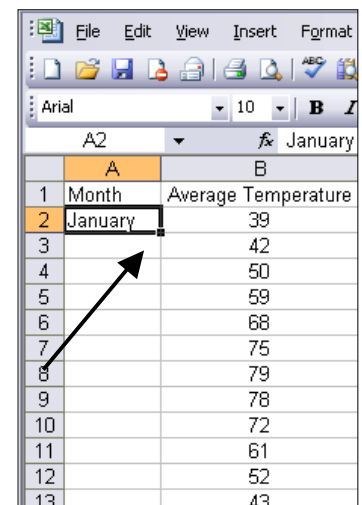 File Edit View Insert Format
ABC
Arial 10 B I
A2 fx January
A B
1 Month Average Temperature
2 January 39
3 42
4 50
5 59
6 68
7 75
8 79
9 78
10 72
11 61
12 52
13 43